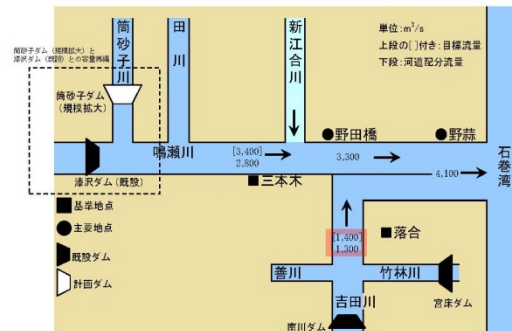 単位:m³/s
上段の[ ]付き:目標流量
下段:河道配分流量
筒砂子ダム(規模拡大)と
漆沢ダム(既設)との容量再編
筒砂子川
田川
新江合川
筒砂子ダム
(規模拡大)
野田橋
野蒜
石巻湾
鳴瀬川
[3,400]
2,800
3,300
4,100
漆沢ダム(既設)
三本木
基準地点
主要地点
既設ダム
計画ダム
[1,400]
1,300
落合
善川
竹林川
吉田川
宮床ダム
南川ダム